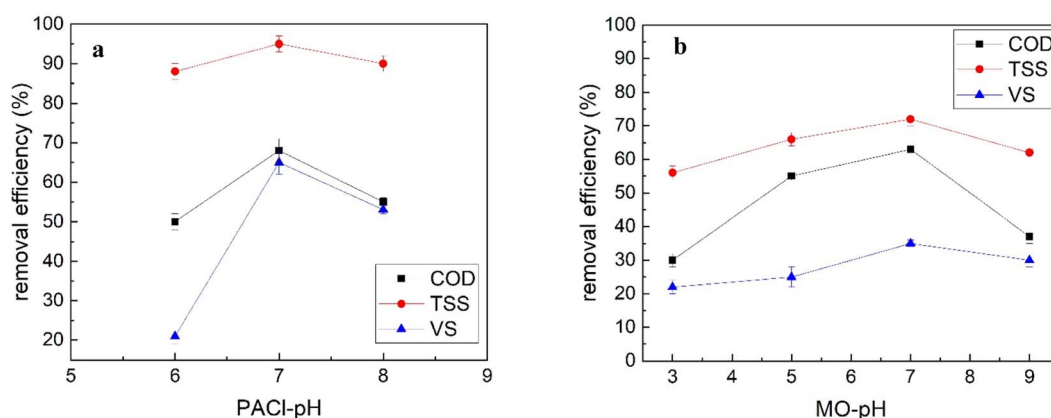 a
removal efficiency (%)
100
90
80
70
60
50
40
30
20
COD
TSS
VS
5 6 7 8 9
PACl-pH
b
removal efficiency (%)
100
90
80
70
60
50
40
30
20
10
0
COD
TSS
VS
3 4 5 6 7 8 9
MO-pH